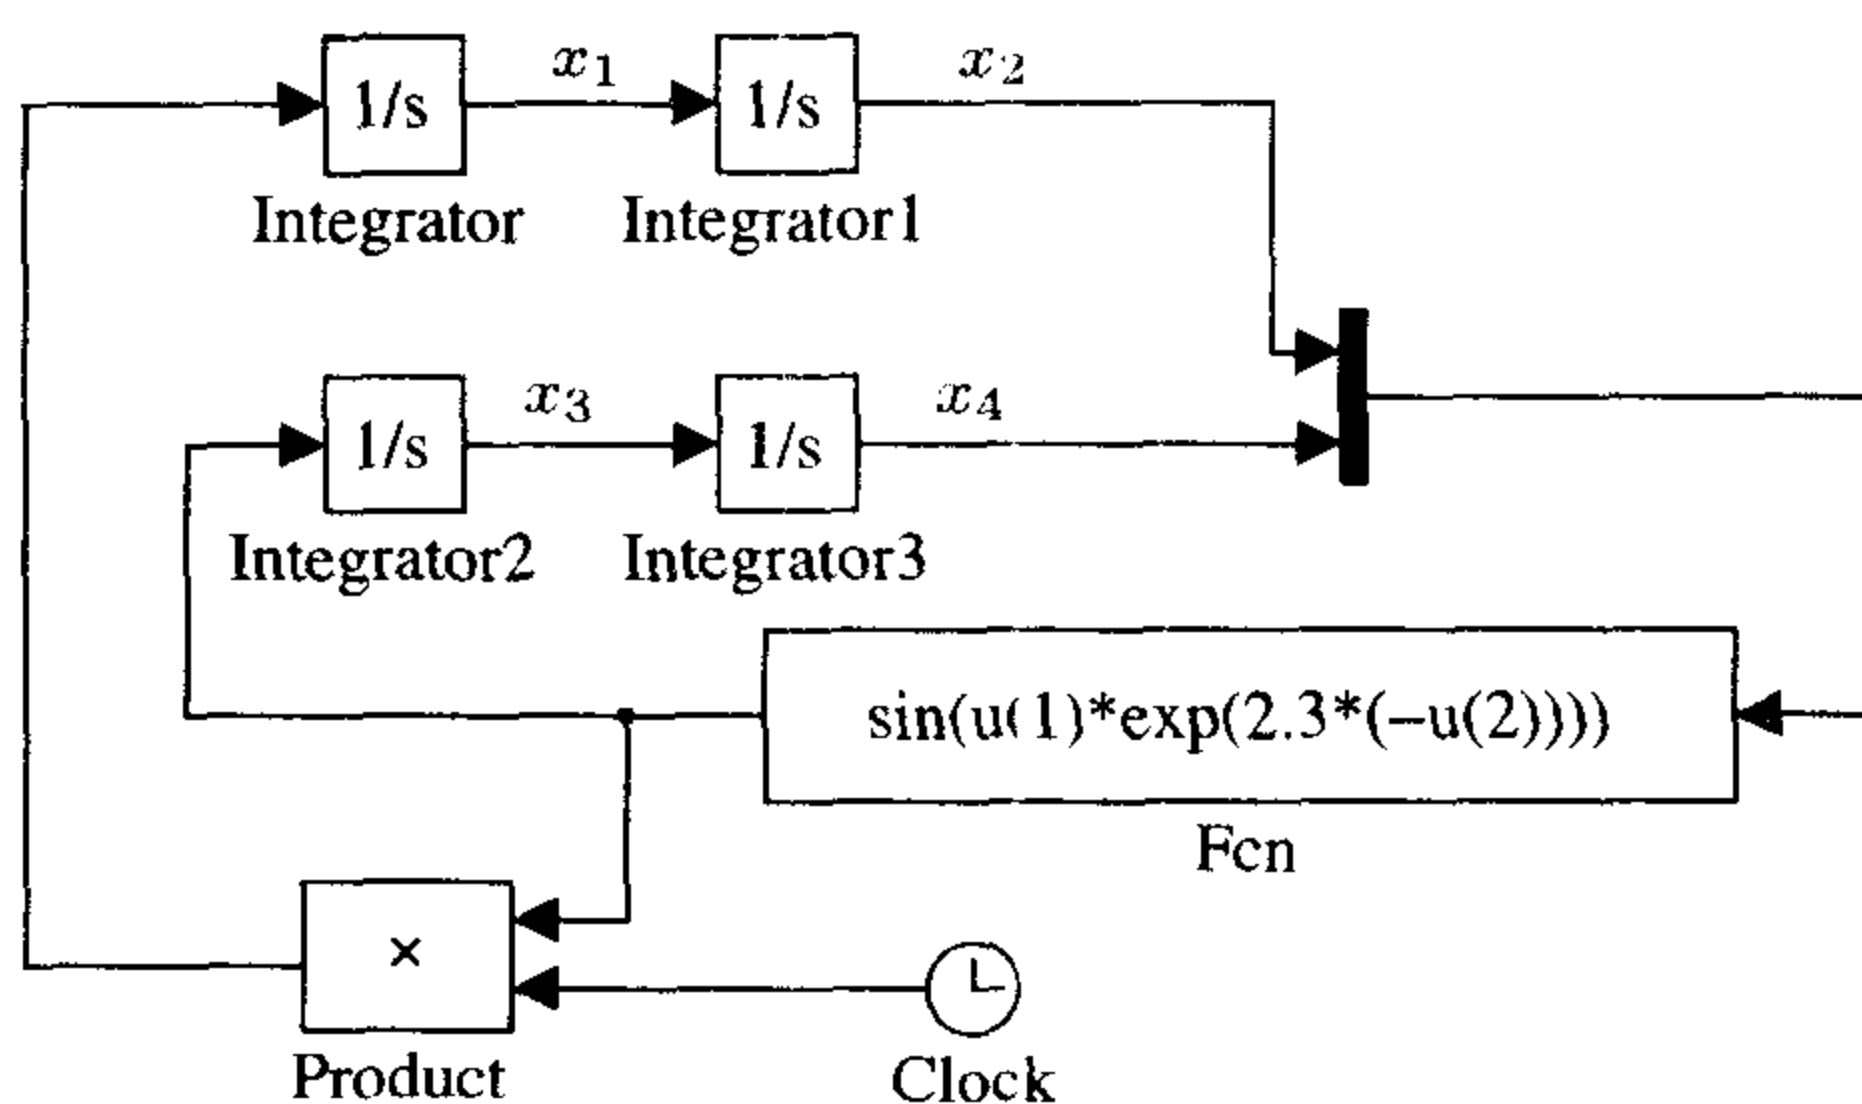 x1
x2
1/s
1/s
Integrator
Integrator1
x3
x4
1/s
1/s
Integrator2
Integrator3
sin(u(1)*exp(2.3*(−u(2))))
Fcn
×
Product
Clock